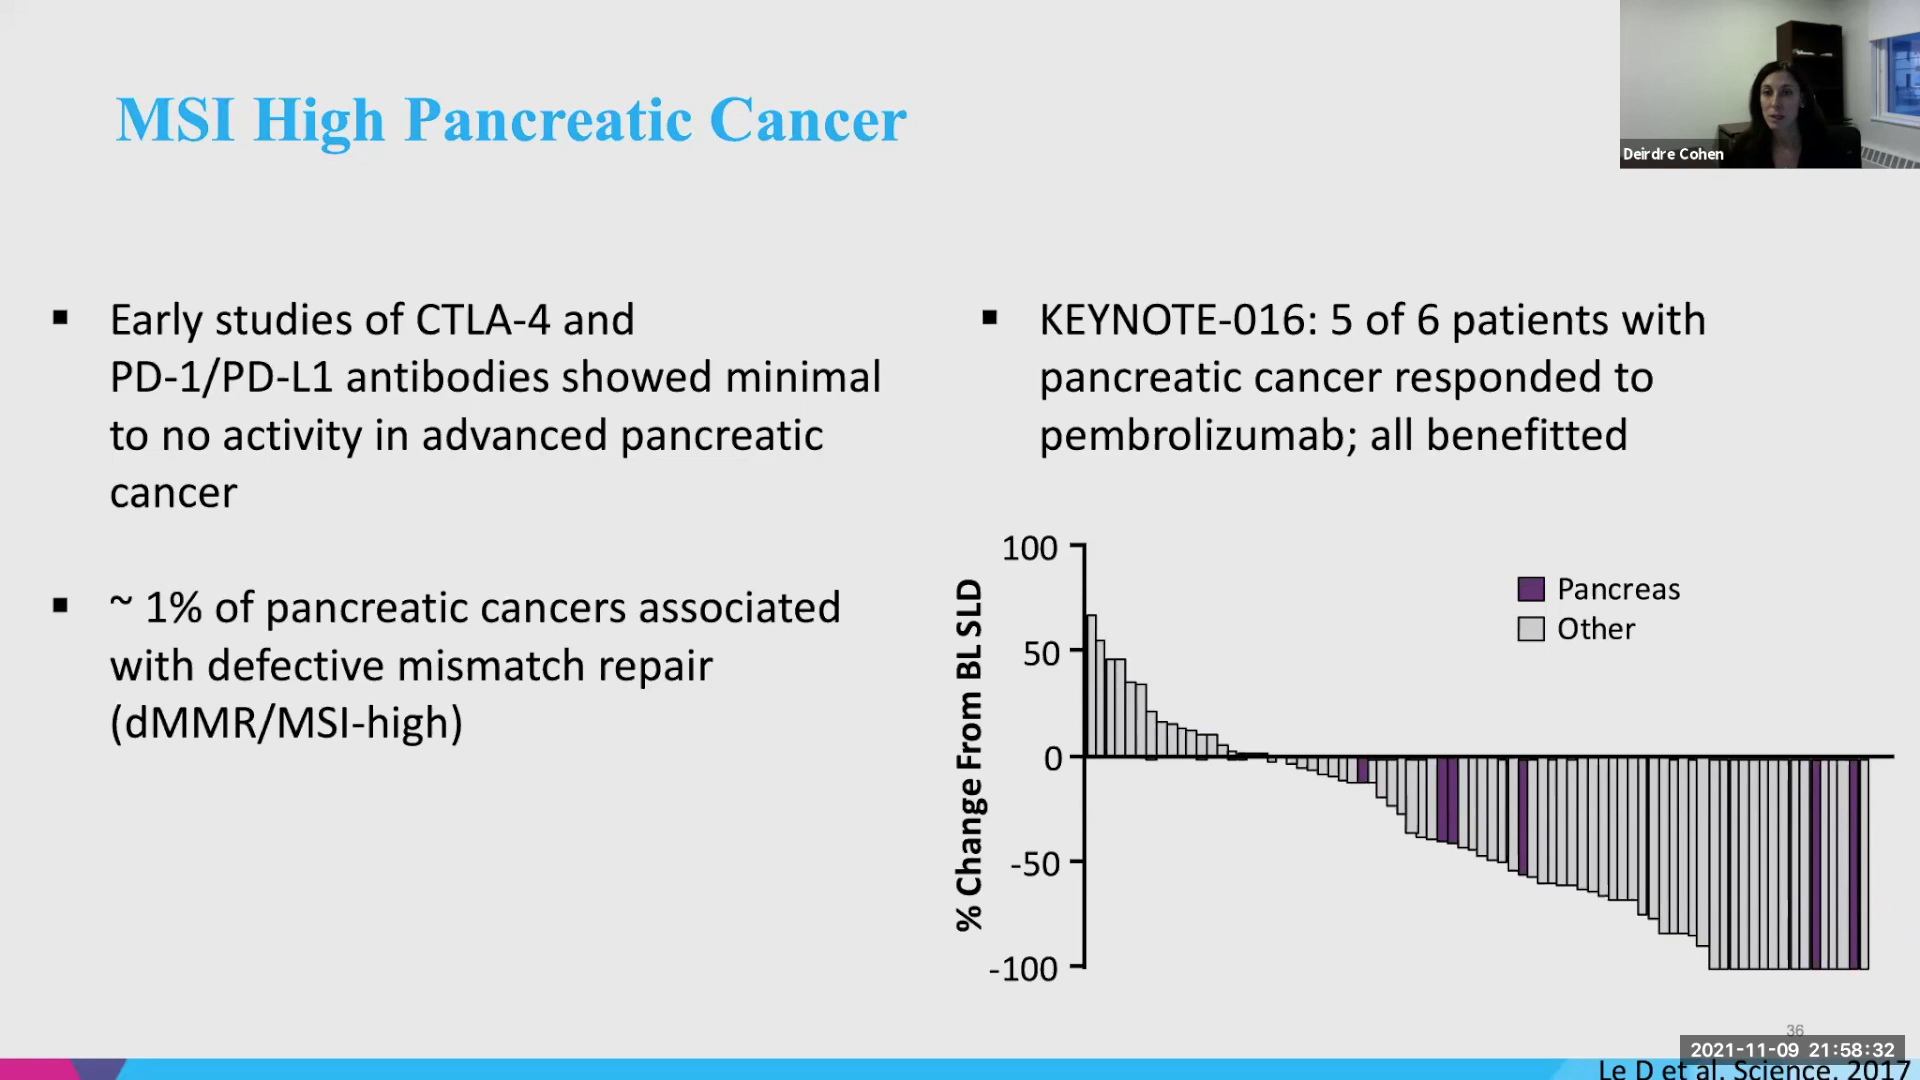 MSI High Pancreatic Cancer
Deirdre Cohen
▪ Early studies of CTLA-4 and
PD-1/PD-L1 antibodies showed minimal
to no activity in advanced pancreatic
cancer
▪ ~ 1% of pancreatic cancers associated
with defective mismatch repair
(dMMR/MSI-high)
▪ KEYNOTE-016: 5 of 6 patients with
pancreatic cancer responded to
pembrolizumab; all benefitted
% Change From BL SLD
100
50
0
-50
-100
Pancreas
Other
36
2021-11-09 21:58:32
Le D et al. Science. 2017